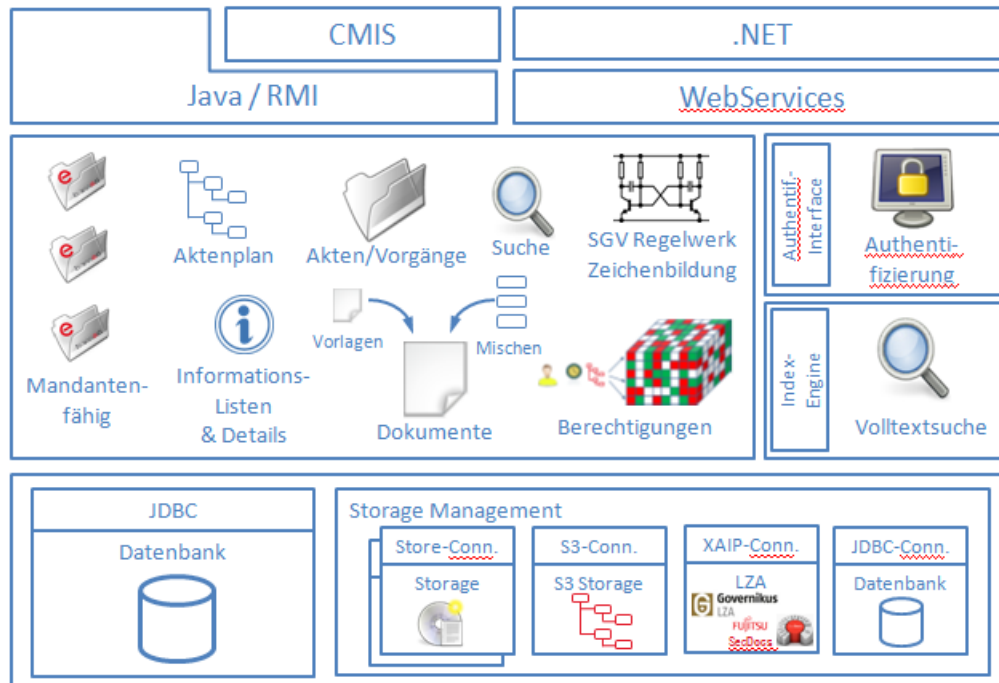 CMIS
.NET
Java / RMI
WebServices
Aktenplan
Akten/Vorgänge
Suche
SGV Regelwerk
Zeichenbildung
Authentif.-
Interface
Authenti-
fizierung
Mandanten-
fähig
Informations-
Listen
& Details
Vorlagen
Mischen
Dokumente
Berechtigungen
Index-
Engine
Volltextsuche
JDBC
Datenbank
Storage Management
Store-Conn.
Storage
S3-Conn.
S3 Storage
XAIP-Conn.
LZA
Governikus
LZA
FUJITSU
SecDocs
JDBC-Conn.
Datenbank